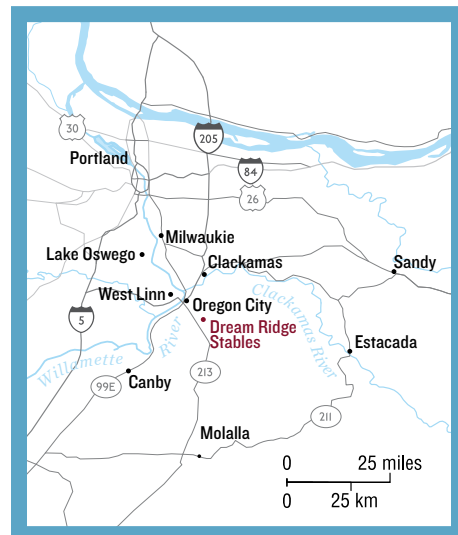 30
205
Portland
84
26
Milwaukie
Lake Oswego
Clackamas
Sandy
West Linn
Oregon City
Clackamas River
Dream Ridge
Stables
5
Willamette River
Estacada
213
99E
Canby
211
Molalla
0 25 miles
0 25 km